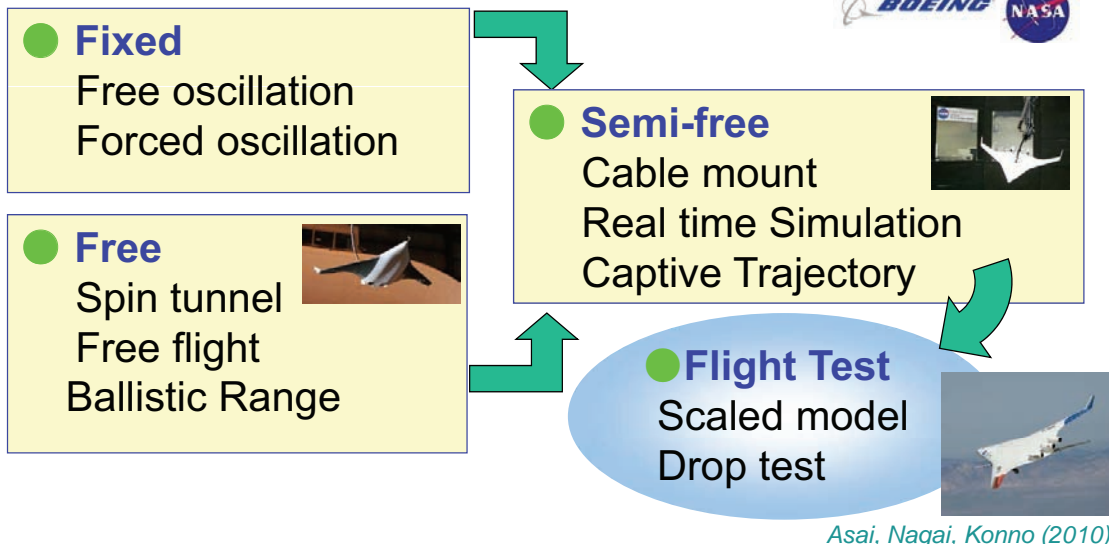 BOEING
NASA
Fixed
Free oscillation
Forced oscillation
Free
Spin tunnel
Free flight
Ballistic Range
Semi-free
Cable mount
Real time Simulation
Captive Trajectory
Flight Test
Scaled model
Drop test
Asai, Nagai, Konno (2010)